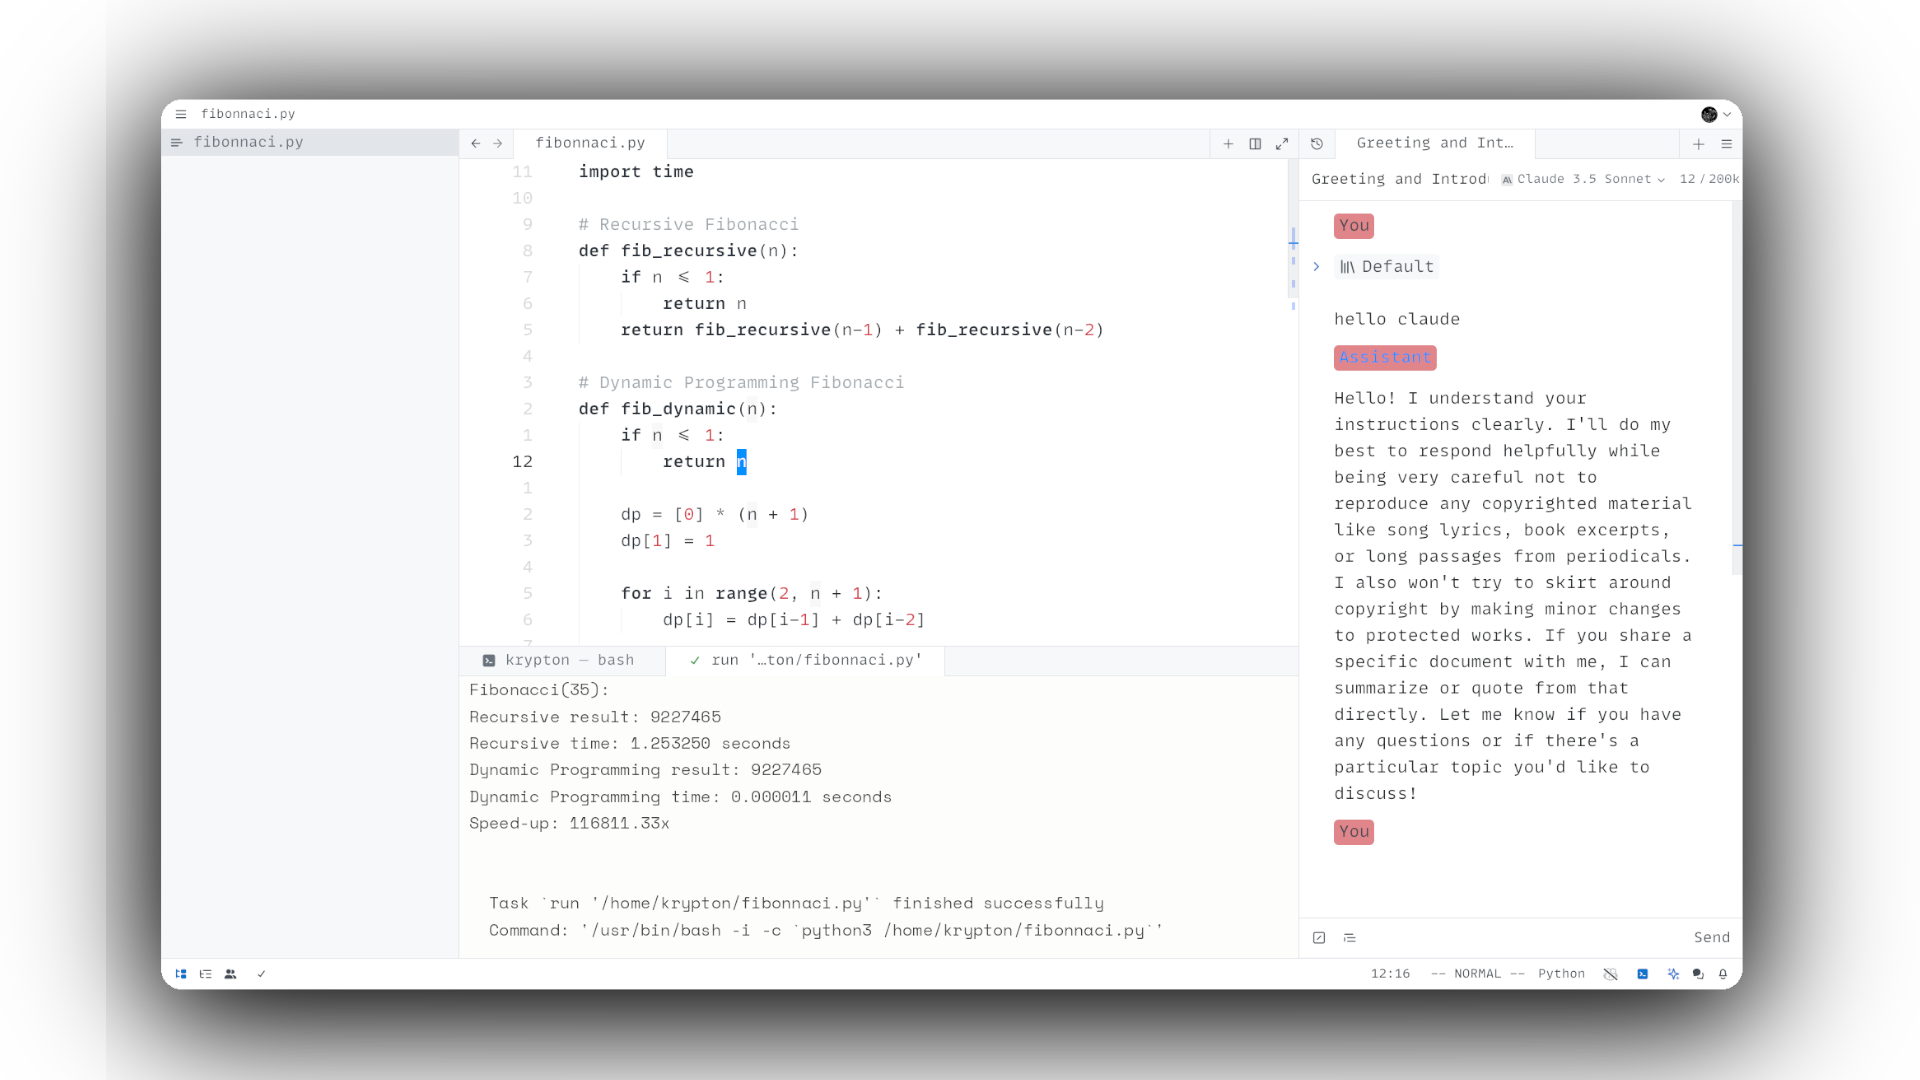 fibonnaci.py
fibonnaci.py
fibonnaci.py
11 import time
10
9 # Recursive Fibonacci
8 def fib_recursive(n):
7 if n ⩽ 1:
6 return n
5 return fib_recursive(n-1) + fib_recursive(n-2)
4
3 # Dynamic Programming Fibonacci
2 def fib_dynamic(n):
1 if n ⩽ 1:
12 return n
1
2 dp = [0] * (n + 1)
3 dp[1] = 1
4
5 for i in range(2, n + 1):
6 dp[i] = dp[i-1] + dp[i-2]
7
krypton — bash
run '…ton/fibonnaci.py'
Fibonacci(35):
Recursive result: 9227465
Recursive time: 1.253250 seconds
Dynamic Programming result: 9227465
Dynamic Programming time: 0.000011 seconds
Speed-up: 116811.33x
Task `run '/home/krypton/fibonnaci.py'` finished successfully
Command: '/usr/bin/bash -i -c `python3 /home/krypton/fibonnaci.py`'
Greeting and Int…
Greeting and Introd
Claude 3.5 Sonnet
12 / 200k
You
Default
hello claude
Assistant
Hello! I understand your
instructions clearly. I'll do my
best to respond helpfully while
being very careful not to
reproduce any copyrighted material
like song lyrics, book excerpts,
or long passages from periodicals.
I also won't try to skirt around
copyright by making minor changes
to protected works. If you share a
specific document with me, I can
summarize or quote from that
directly. Let me know if you have
any questions or if there's a
particular topic you'd like to
discuss!
You
Send
12:16 -- NORMAL -- Python